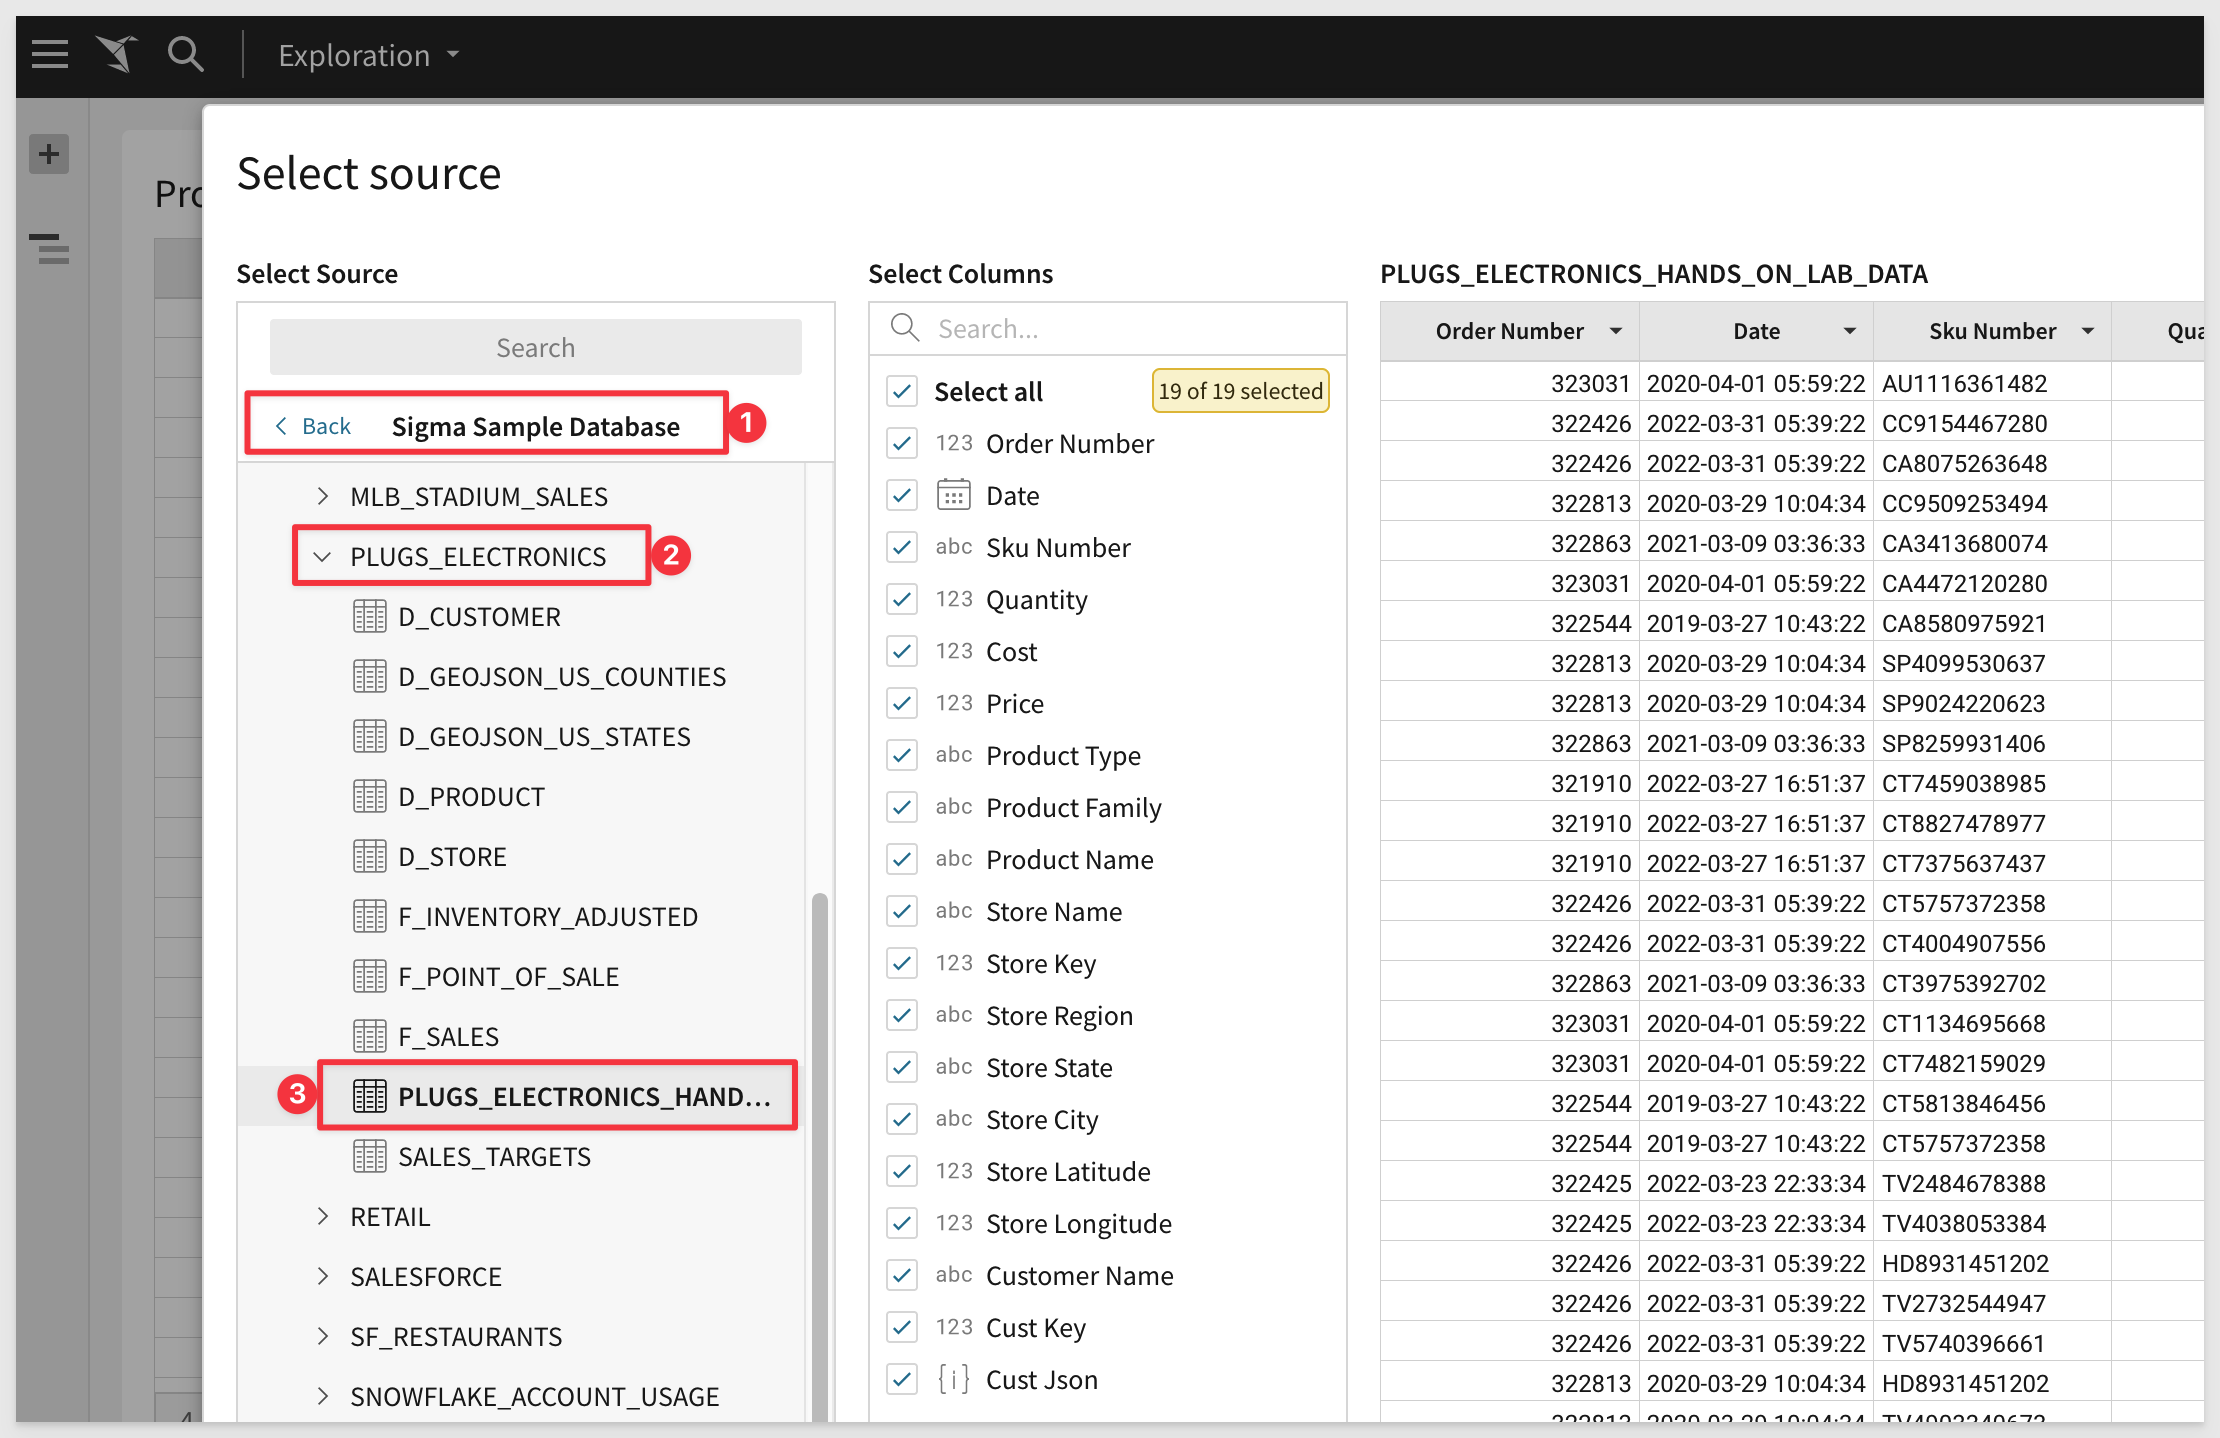 Exploration
Pro
Select source
Select Source
Search
Back Sigma Sample Database
1
MLB_STADIUM_SALES
PLUGS_ELECTRONICS
2
D_CUSTOMER
D_GEOJSON_US_COUNTIES
D_GEOJSON_US_STATES
D_PRODUCT
D_STORE
F_INVENTORY_ADJUSTED
F_POINT_OF_SALE
F_SALES
3
PLUGS_ELECTRONICS_HAND...
SALES_TARGETS
RETAIL
SALESFORCE
SF_RESTAURANTS
SNOWFLAKE_ACCOUNT_USAGE
Select Columns
Search...
Select all 19 of 19 selected
123 Order Number
Date
abc Sku Number
123 Quantity
123 Cost
123 Price
abc Product Type
abc Product Family
abc Product Name
abc Store Name
123 Store Key
abc Store Region
abc Store State
abc Store City
123 Store Latitude
123 Store Longitude
abc Customer Name
123 Cust Key
{i} Cust Json
PLUGS_ELECTRONICS_HANDS_ON_LAB_DATA
Order Number Date Sku Number Qua
323031 2020-04-01 05:59:22 AU1116361482
322426 2022-03-31 05:39:22 CC9154467280
322426 2022-03-31 05:39:22 CA8075263648
322813 2020-03-29 10:04:34 CC9509253494
322863 2021-03-09 03:36:33 CA3413680074
323031 2020-04-01 05:59:22 CA4472120280
322544 2019-03-27 10:43:22 CA8580975921
322813 2020-03-29 10:04:34 SP4099530637
322813 2020-03-29 10:04:34 SP9024220623
322863 2021-03-09 03:36:33 SP8259931406
321910 2022-03-27 16:51:37 CT7459038985
321910 2022-03-27 16:51:37 CT8827478977
321910 2022-03-27 16:51:37 CT7375637437
322426 2022-03-31 05:39:22 CT5757372358
322426 2022-03-31 05:39:22 CT4004907556
322863 2021-03-09 03:36:33 CT3975392702
323031 2020-04-01 05:59:22 CT1134695668
323031 2020-04-01 05:59:22 CT7482159029
322544 2019-03-27 10:43:22 CT5813846456
322544 2019-03-27 10:43:22 CT5757372358
322425 2022-03-23 22:33:34 TV2484678388
322425 2022-03-23 22:33:34 TV4038053384
322426 2022-03-31 05:39:22 HD8931451202
322426 2022-03-31 05:39:22 TV2732544947
322426 2022-03-31 05:39:22 TV5740396661
322813 2020-03-29 10:04:34 HD8931451202